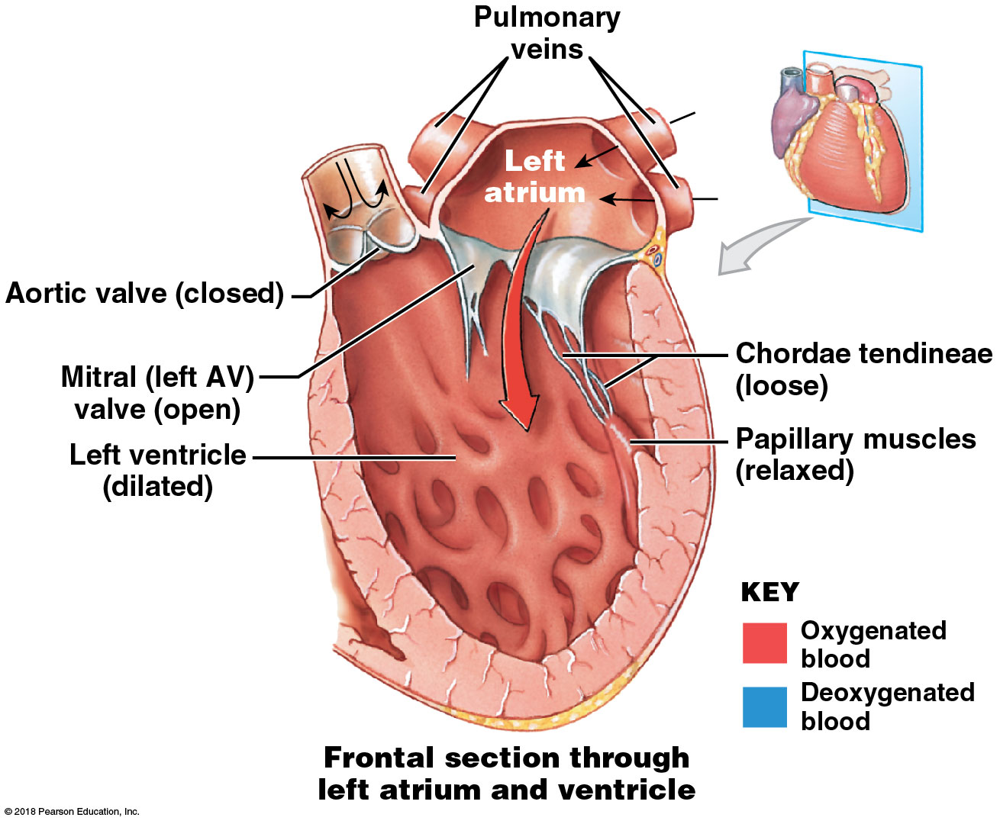 Pulmonary
veins
Left
atrium
Aortic valve (closed)
Mitral (left AV)
valve (open)
Left ventricle
(dilated)
Chordae tendineae
(loose)
Papillary muscles
(relaxed)
KEY
Oxygenated
blood
Deoxygenated
blood
Frontal section through
left atrium and ventricle
© 2018 Pearson Education, Inc.